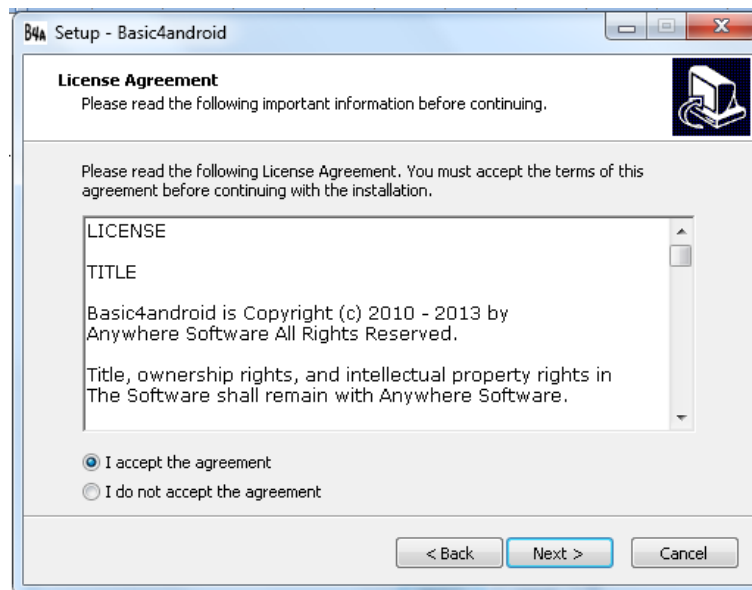 B4A Setup - Basic4android
License Agreement
Please read the following important information before continuing.
Please read the following License Agreement. You must accept the terms of this
agreement before continuing with the installation.
LICENSE
TITLE
Basic4android is Copyright (c) 2010 - 2013 by
Anywhere Software All Rights Reserved.
Title, ownership rights, and intellectual property rights in
The Software shall remain with Anywhere Software.
I accept the agreement
I do not accept the agreement
< Back Next > Cancel